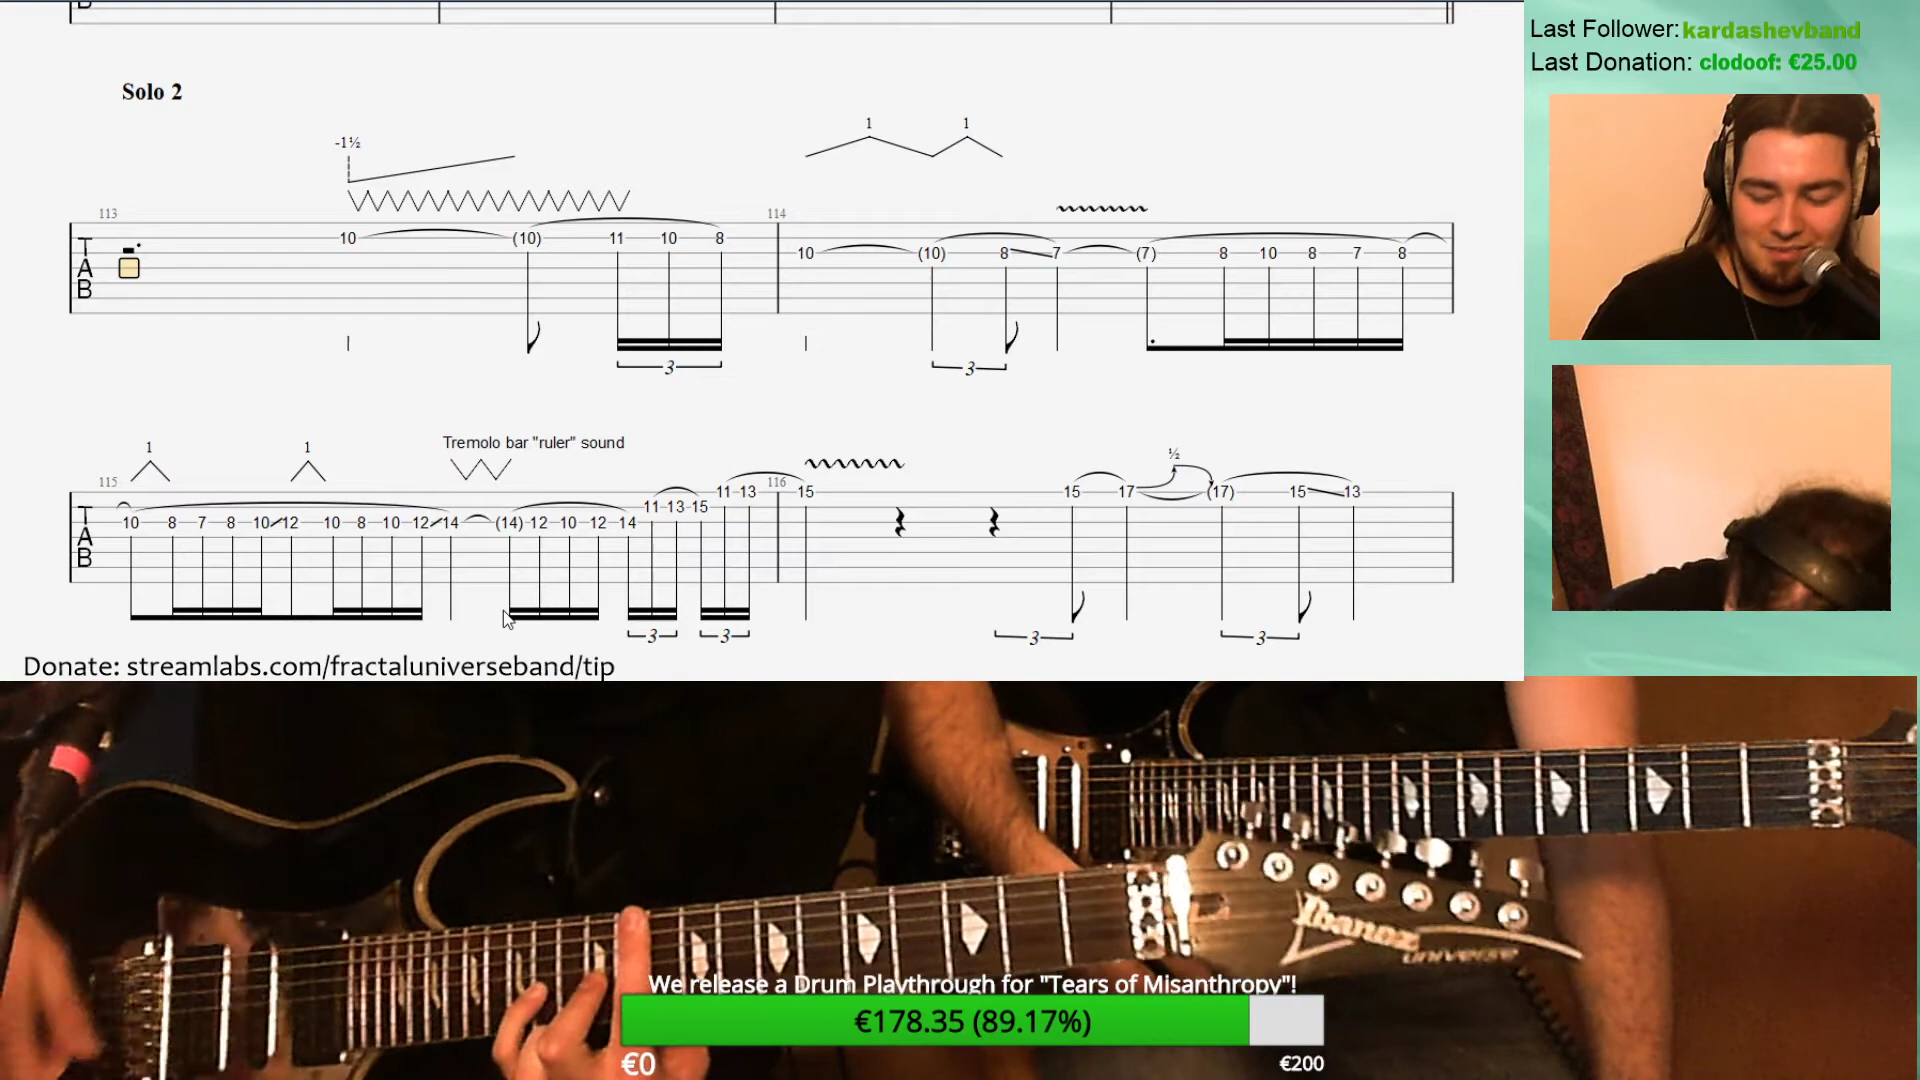 Last Follower: kardashevband
Last Donation: clodoof: €25.00
Solo 2
1 1
-1½
113 114
10 (10) 11 10 8
10 (10) 8 7 (7) 8 10 8 7 8
T
A
B
3 3
Tremolo bar "ruler" sound
1 1
½
115 116
11 13 15 15 17 (17) 15 13
11 13 15
10 8 7 8 10 12 10 8 10 12 14 (14) 12 10 12 14
T
A
B
3 3 3 3
Donate: streamlabs.com/fractaluniverseband/tip
Ibanez
universe
We release a Drum Playthrough for "Tears of Misanthropy"!
€178.35 (89.17%)
€0 €200